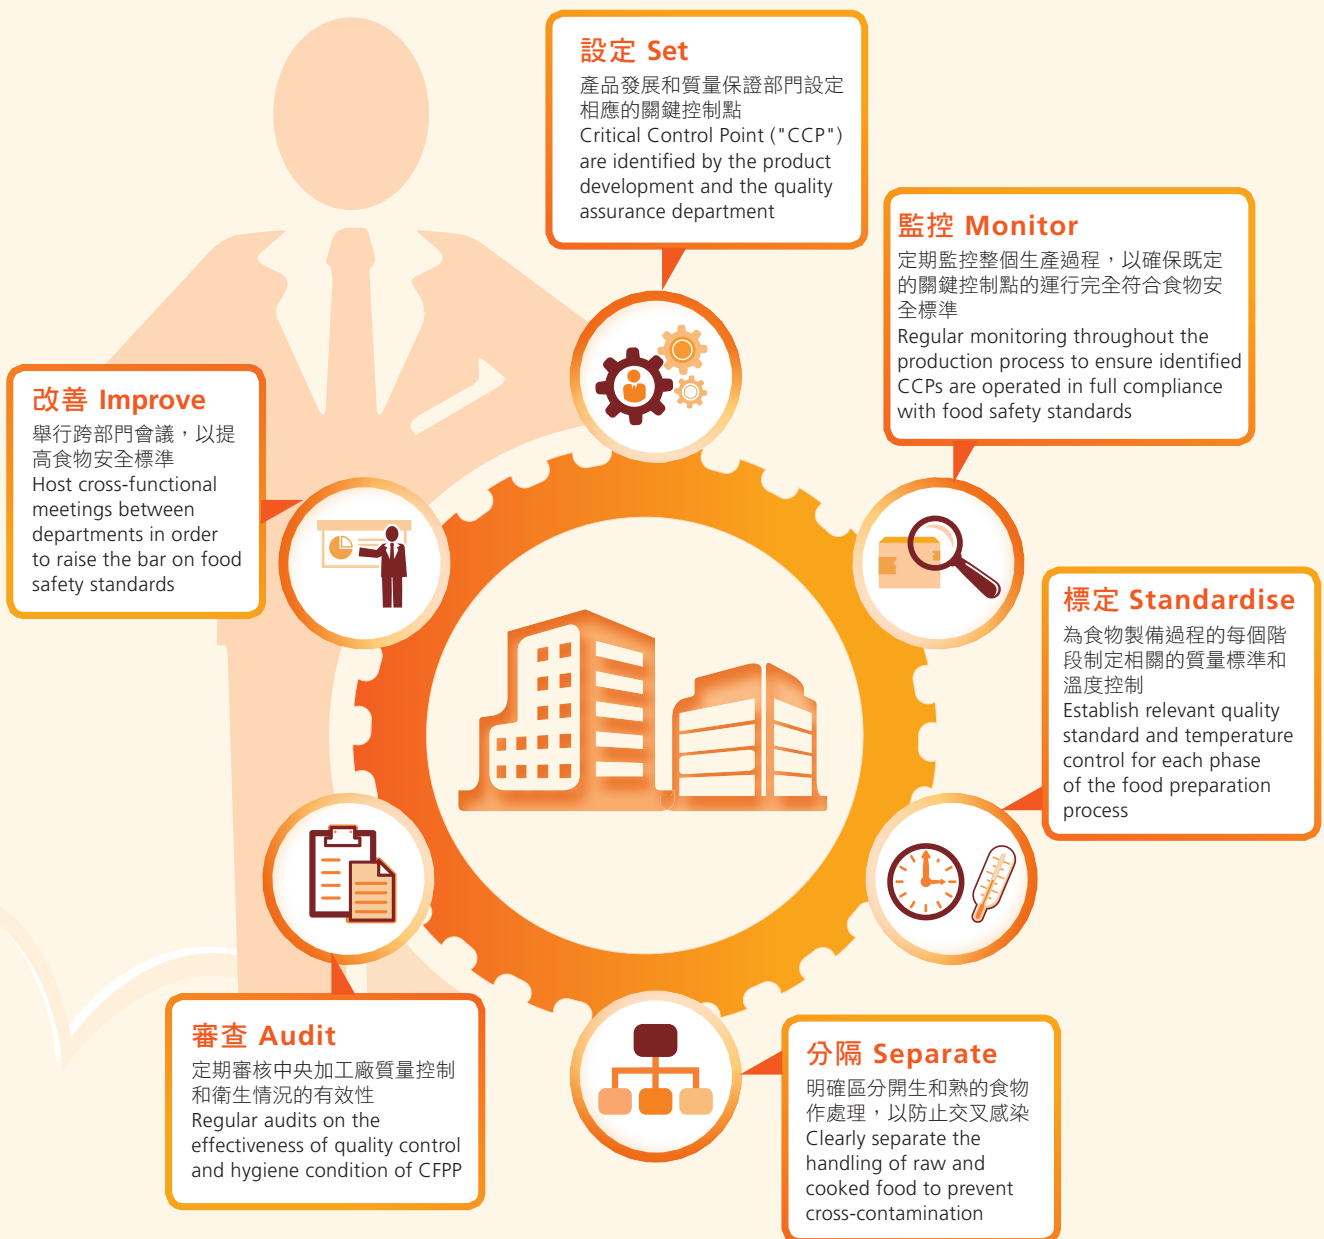 設定 Set
產品發展和質量保證部門設定
相應的關鍵控制點
Critical Control Point ("CCP")
are identified by the product
development and the quality
assurance department
監控 Monitor
定期監控整個生產過程，以確保既定
的關鍵控制點的運行完全符合食物安
全標準
Regular monitoring throughout the
production process to ensure identified
CCPs are operated in full compliance
with food safety standards
標定 Standardise
為食物製備過程的每個階
段制定相關的質量標準和
溫度控制
Establish relevant quality
standard and temperature
control for each phase
of the food preparation
process
分隔 Separate
明確區分開生和熟的食物
作處理，以防止交叉感染
Clearly separate the
handling of raw and
cooked food to prevent
cross-contamination
審查 Audit
定期審核中央加工廠質量控制
和衛生情況的有效性
Regular audits on the
effectiveness of quality control
and hygiene condition of CFPP
改善 Improve
舉行跨部門會議，以提
高食物安全標準
Host cross-functional
meetings between
departments in order
to raise the bar on food
safety standards